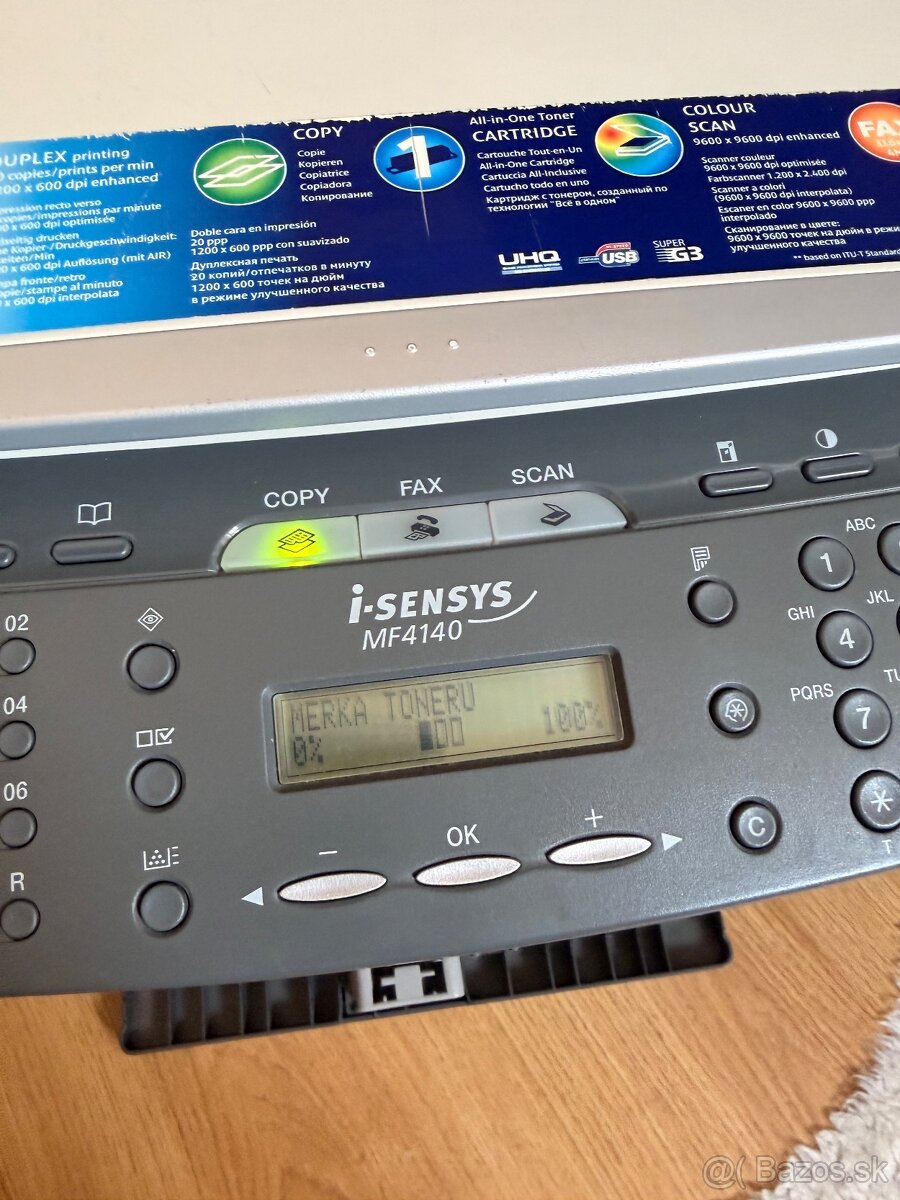 DUPLEX printing
copies/prints per min
x 600 dpi enhanced
COPY
Copie
Kopieren
Copiatrice
Copiadora
Копирование
Doble cara en impresión
20 ppp
1200 x 600 ppp con suavizado
Дуплексная печать
20 копий/отпечатков в минуту
1200 x 600 точек на дюйм
в режиме улучшенного качества
1
All-in-One Toner
CARTRIDGE
Cartouche Tout-en-Un
All-in-One Cartridge
Cartuccia All-Inclusive
Cartucho todo en uno
Картридж с тонером, созданный по
технологии "Всё в одном"
UHQ
USB
SUPER
G3
COLOUR
SCAN
9600 x 9600 dpi enhanced
Scanner couleur
9600 x 9600 dpi optimisée
Farbscanner 1.200 x 2.400 dpi
Scanner a colori
(9600 x 9600 dpi interpolata)
Escaner en color 9600 x 9600 ppp
interpolado
Сканирование в цвете:
9600 x 9600 точек на дюйм в
улучшенного качества
** based on ITU-T
FAX
COPY
FAX
SCAN
i-SENSYS
MF4140
MERKA TONERU
0% 100%
02
04
06
R
− OK +
C
ABC
1
GHI
JKL
4
PQRS
7
*
T
@( Bazos.sk